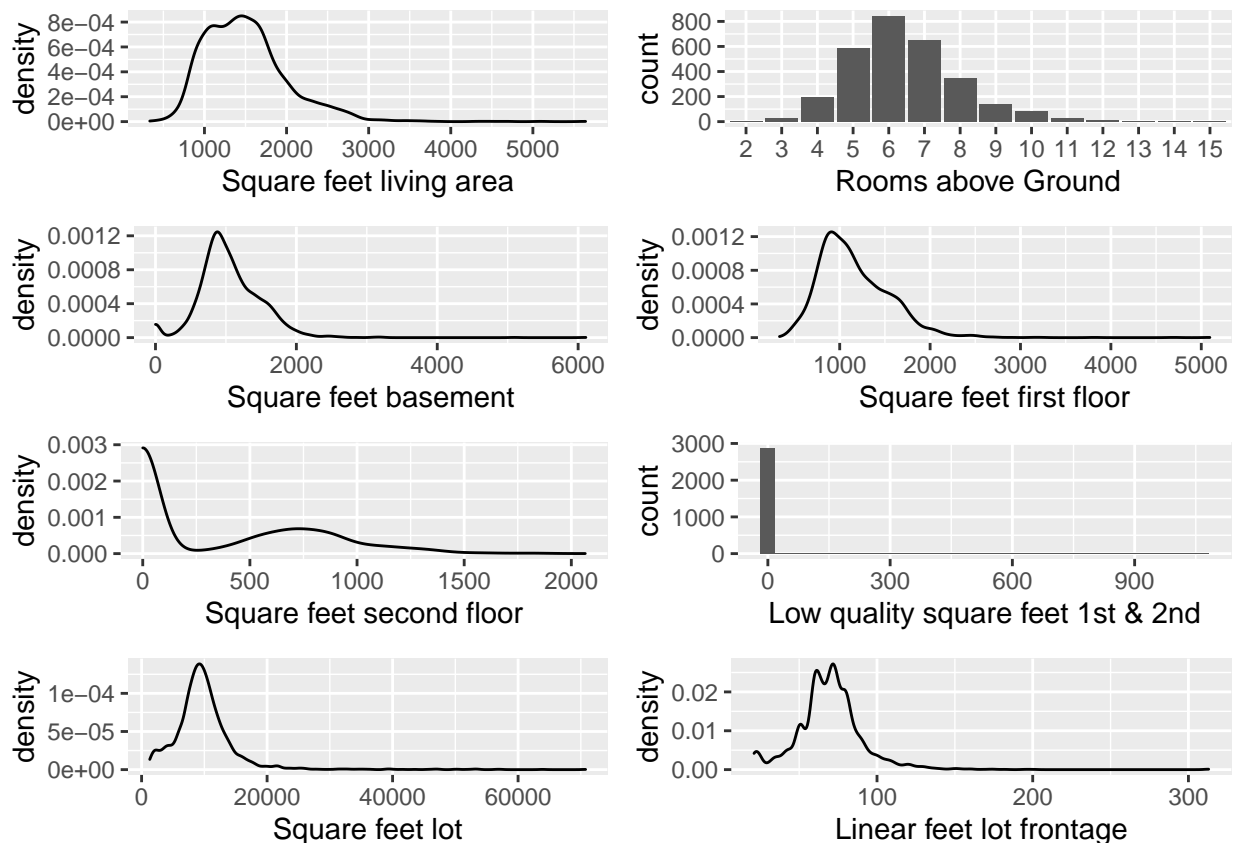 8e−04
6e−04
4e−04
2e−04
0e+00
density
1000 2000 3000 4000 5000
Square feet living area
800
600
400
200
0
count
2 3 4 5 6 7 8 9 10 11 12 13 14 15
Rooms above Ground
0.0012
0.0008
0.0004
0.0000
density
0 2000 4000 6000
Square feet basement
0.0012
0.0008
0.0004
0.0000
density
1000 2000 3000 4000 5000
Square feet first floor
0.003
0.002
0.001
0.000
density
0 500 1000 1500 2000
Square feet second floor
3000
2000
1000
0
count
0 300 600 900
Low quality square feet 1st & 2nd
1e−04
5e−05
0e+00
density
0 20000 40000 60000
Square feet lot
0.02
0.01
0.00
density
100 200 300
Linear feet lot frontage